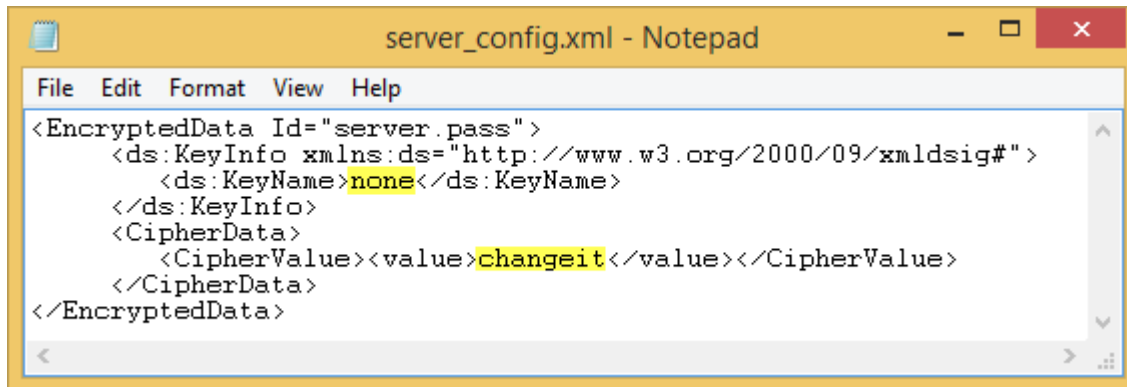 server_config.xml - Notepad
File Edit Format View Help
<EncryptedData Id="server.pass">
<ds:KeyInfo xmlns:ds="http://www.w3.org/2000/09/xmldsig#">
<ds:KeyName>none</ds:KeyName>
</ds:KeyInfo>
<CipherData>
<CipherValue><value>changeit</value></CipherValue>
</CipherData>
</EncryptedData>